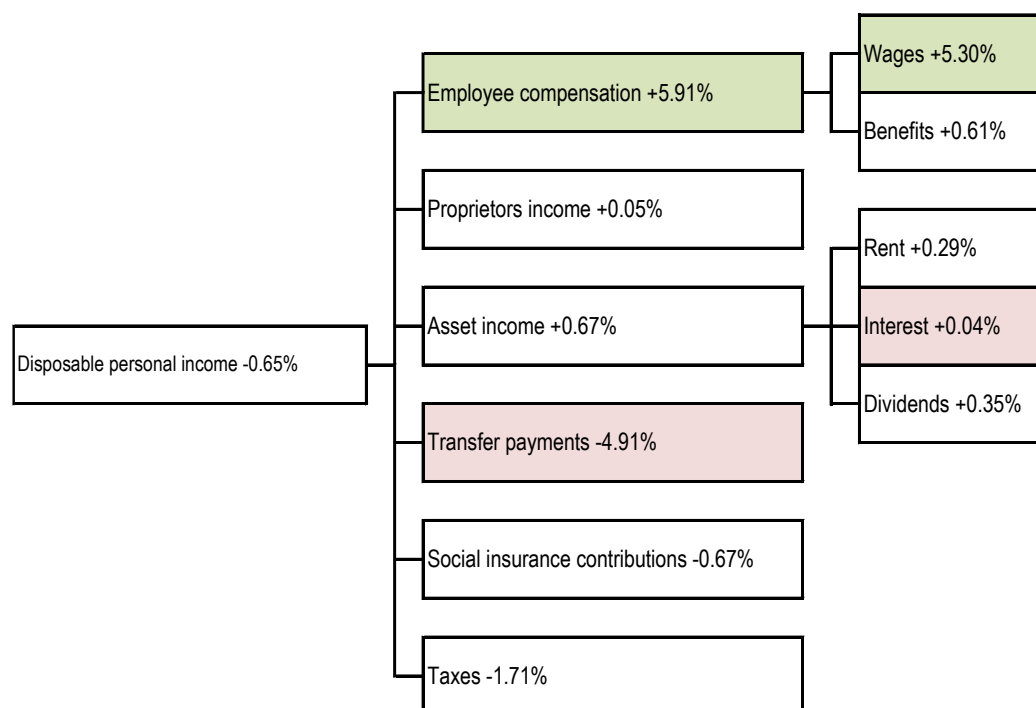 Disposable personal income -0.65%
Employee compensation +5.91%
Wages +5.30%
Benefits +0.61%
Proprietors income +0.05%
Asset income +0.67%
Rent +0.29%
Interest +0.04%
Dividends +0.35%
Transfer payments -4.91%
Social insurance contributions -0.67%
Taxes -1.71%